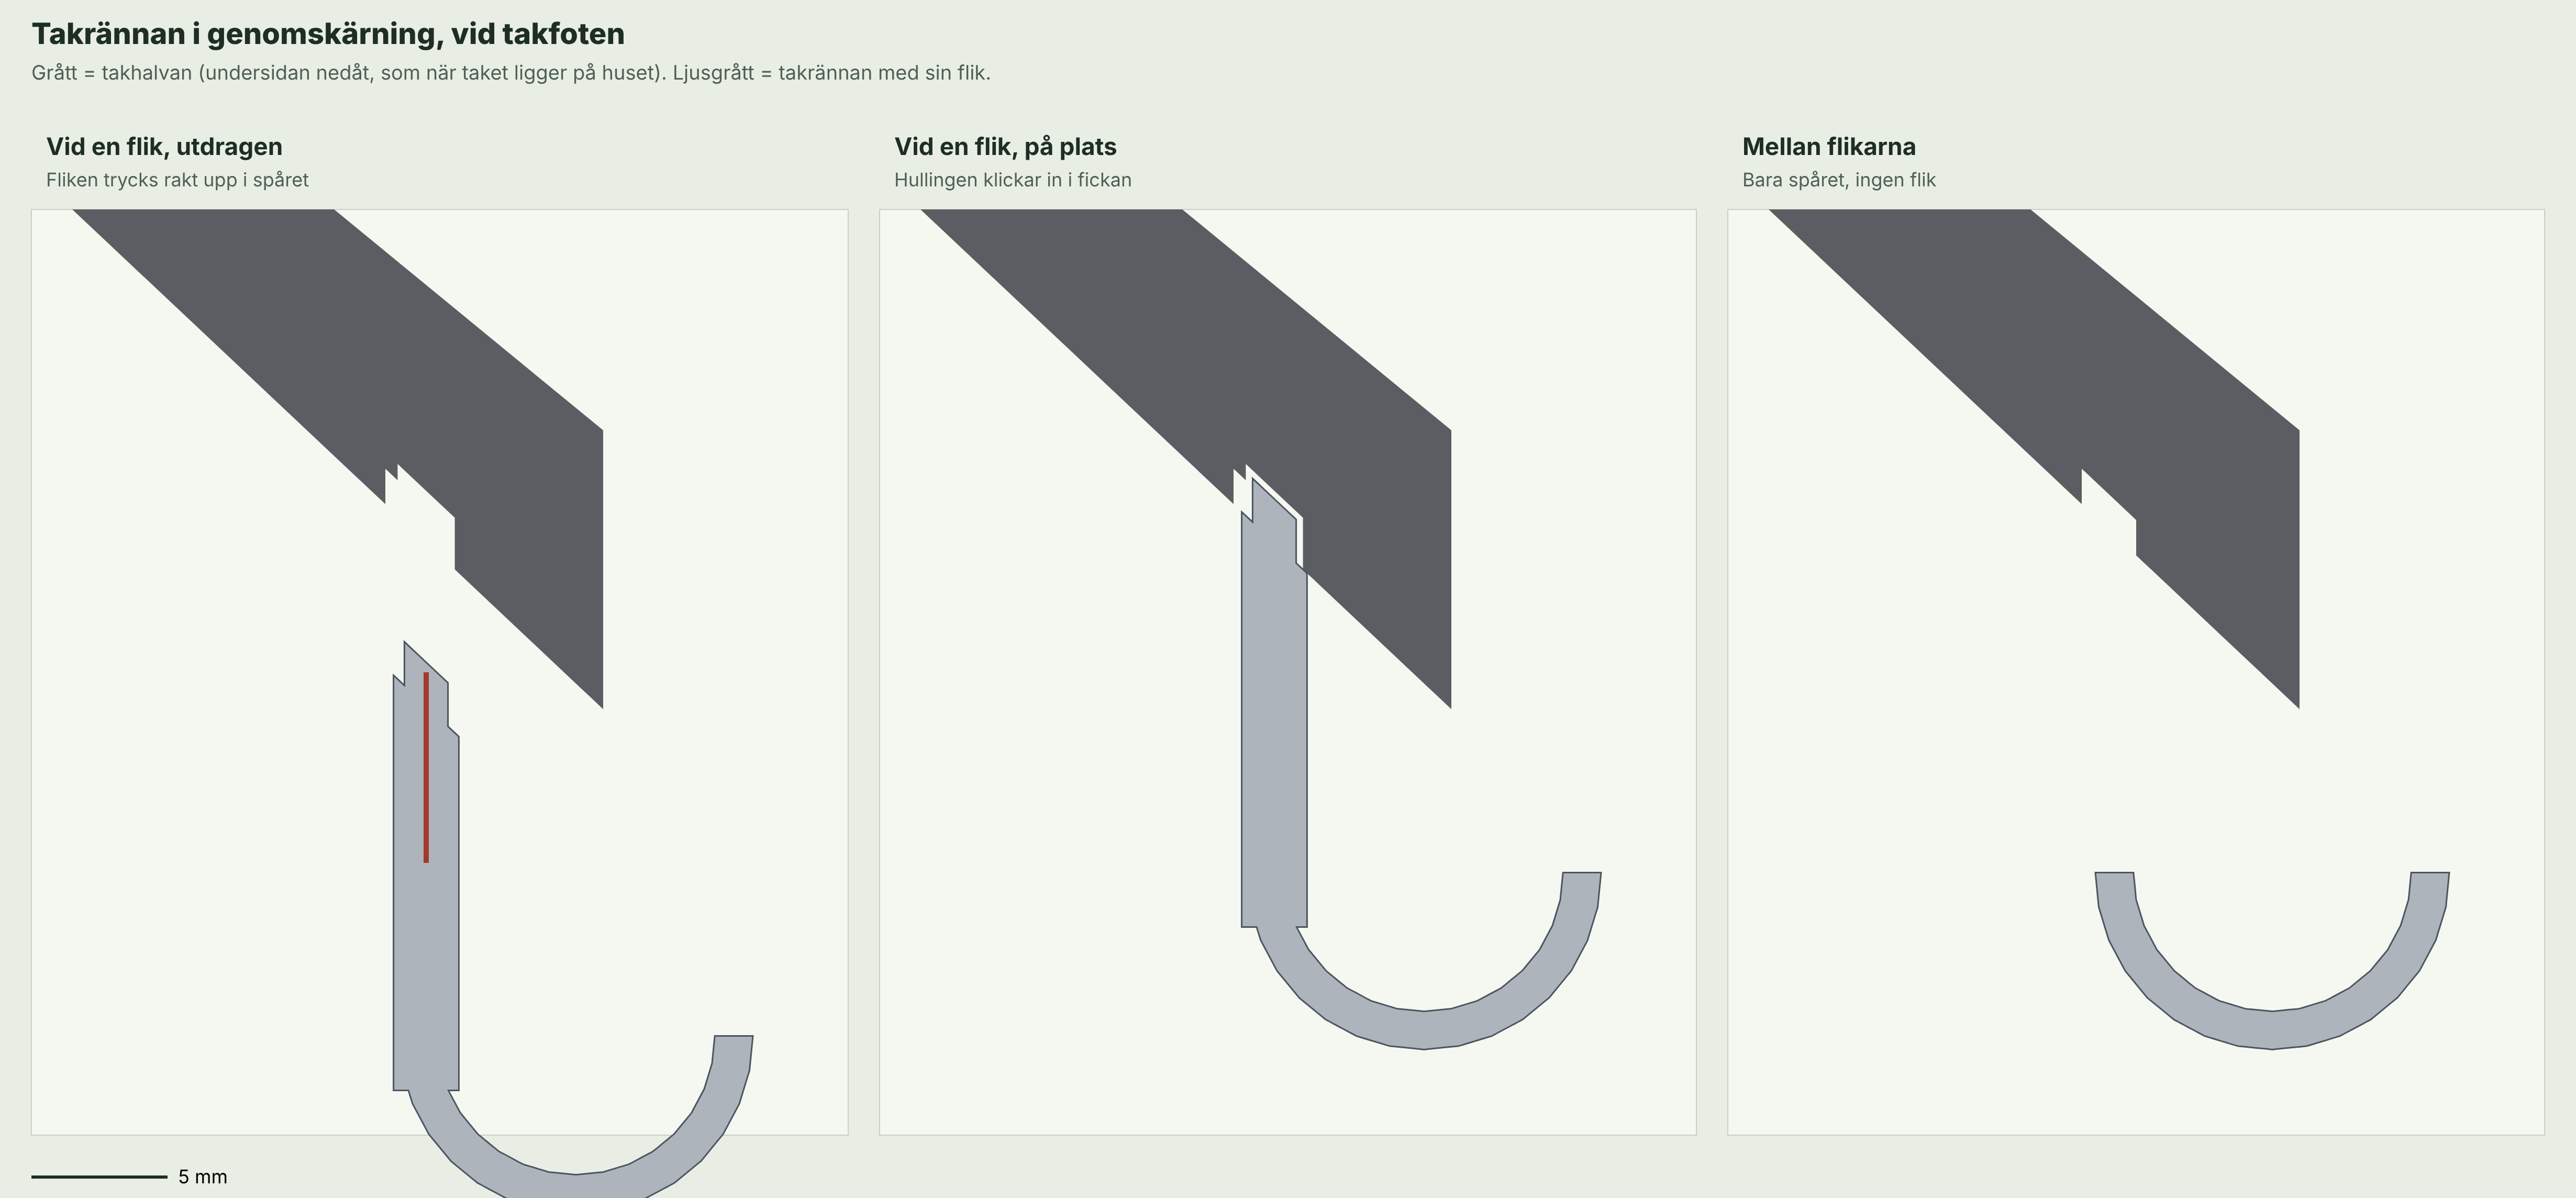 Takrännan i genomskärning, vid takfoten
Grått = takhalvan (undersidan nedåt, som när taket ligger på huset). Ljusgrått = takrännan med sin flik.
Vid en flik, utdragen
Fliken trycks rakt upp i spåret
Vid en flik, på plats
Hullingen klickar in i fickan
Mellan flikarna
Bara spåret, ingen flik
5 mm